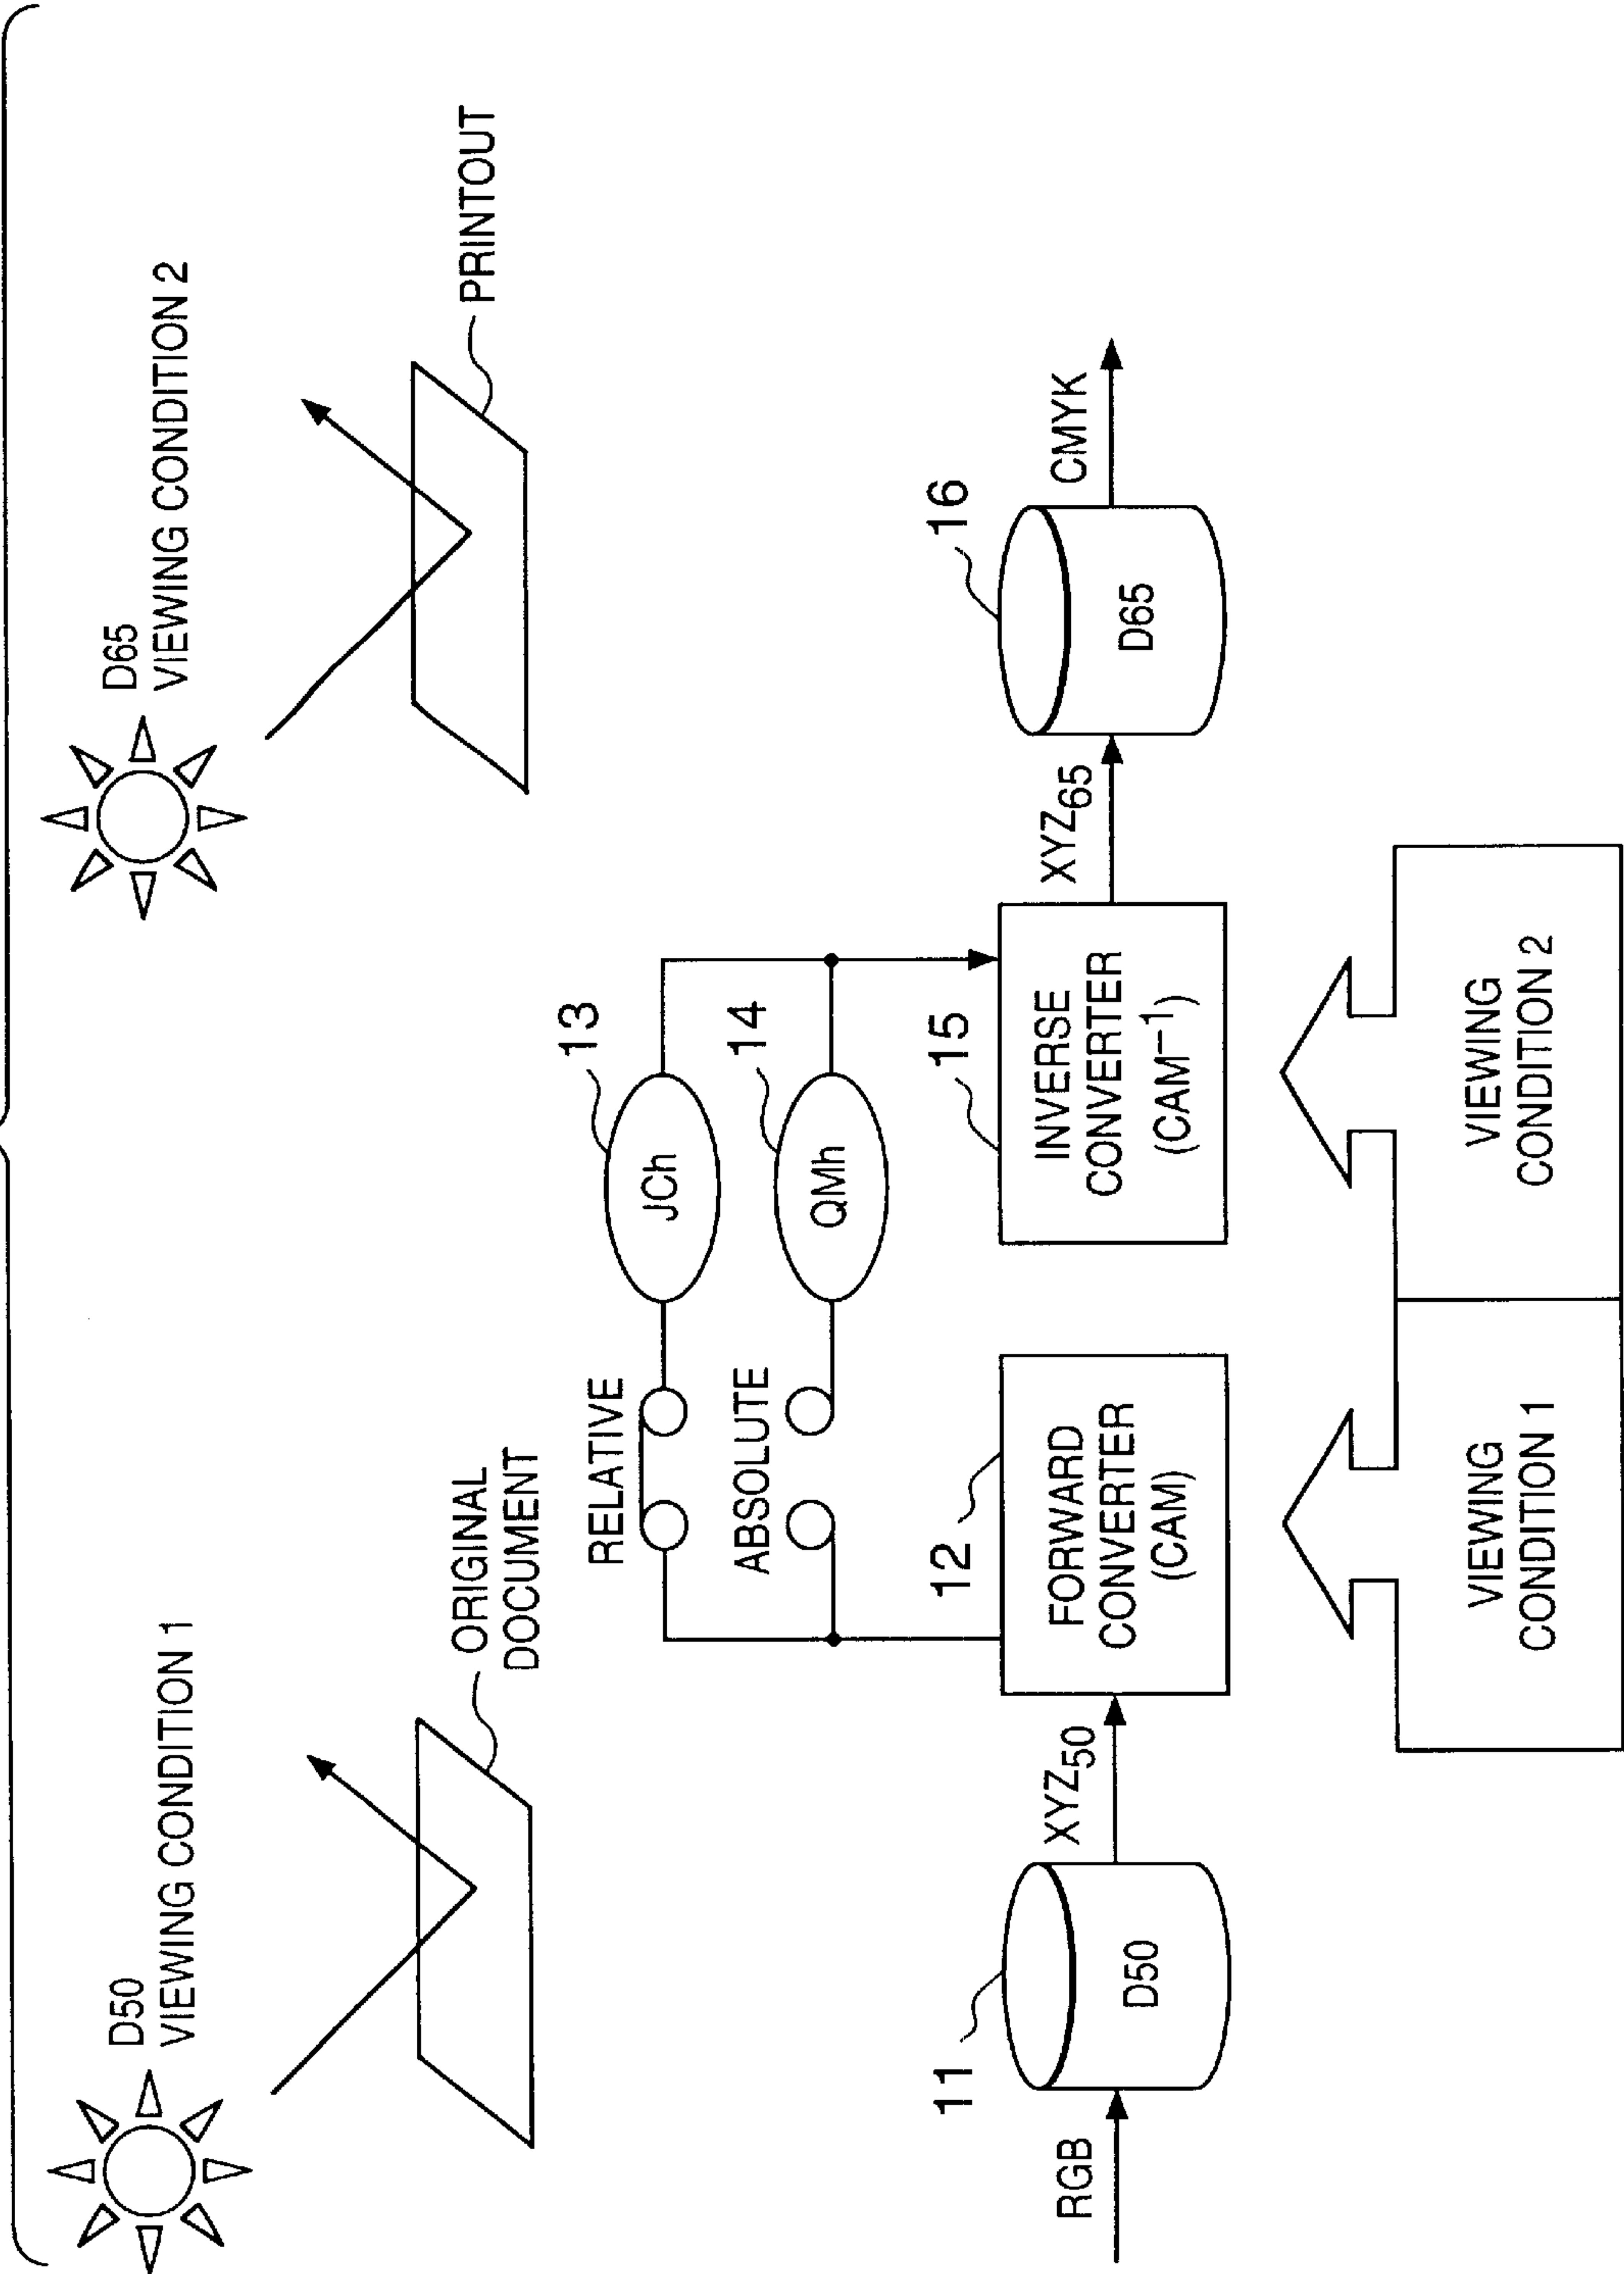 D50
VIEWING CONDITION 1
D65
VIEWING CONDITION 2
ORIGINAL
DOCUMENT
PRINTOUT
RELATIVE
JCh
13
ABSOLUTE
QMh
14
RGB
11
D50
XYZ50
12
FORWARD
CONVERTER
(CAM)
15
INVERSE
CONVERTER
(CAM⁻¹)
XYZ65
16
D65
CMYK
VIEWING
CONDITION 1
VIEWING
CONDITION 2